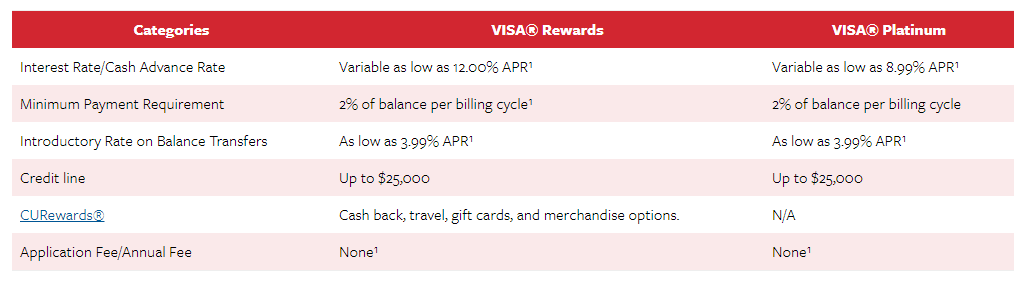 Categories VISA® Rewards VISA® Platinum
Interest Rate/Cash Advance Rate Variable as low as 12.00% APR¹ Variable as low as 8.99% APR¹
Minimum Payment Requirement 2% of balance per billing cycle¹ 2% of balance per billing cycle
Introductory Rate on Balance Transfers As low as 3.99% APR¹ As low as 3.99% APR¹
Credit line Up to $25,000 Up to $25,000
CURewards® Cash back, travel, gift cards, and merchandise options. N/A
Application Fee/Annual Fee None¹ None¹